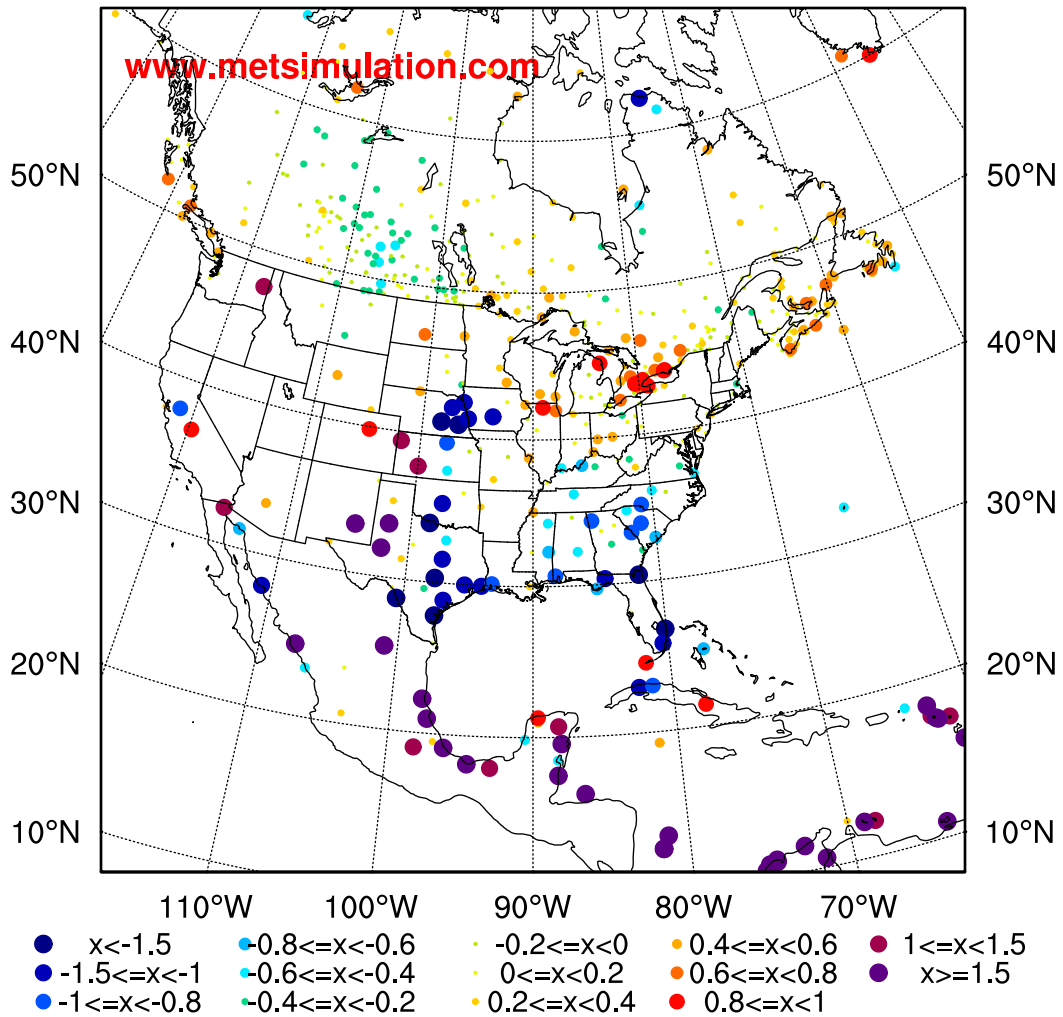 www.metsimulation.com
50°N 50°N
40°N 40°N
30°N 30°N
20°N 20°N
10°N 10°N
110°W 100°W 90°W 80°W 70°W
x<-1.5 -0.8<=x<-0.6 -0.2<=x<0 0.4<=x<0.6 1<=x<1.5
-1.5<=x<-1 -0.6<=x<-0.4 0<=x<0.2 0.6<=x<0.8 x>=1.5
-1<=x<-0.8 -0.4<=x<-0.2 0.2<=x<0.4 0.8<=x<1